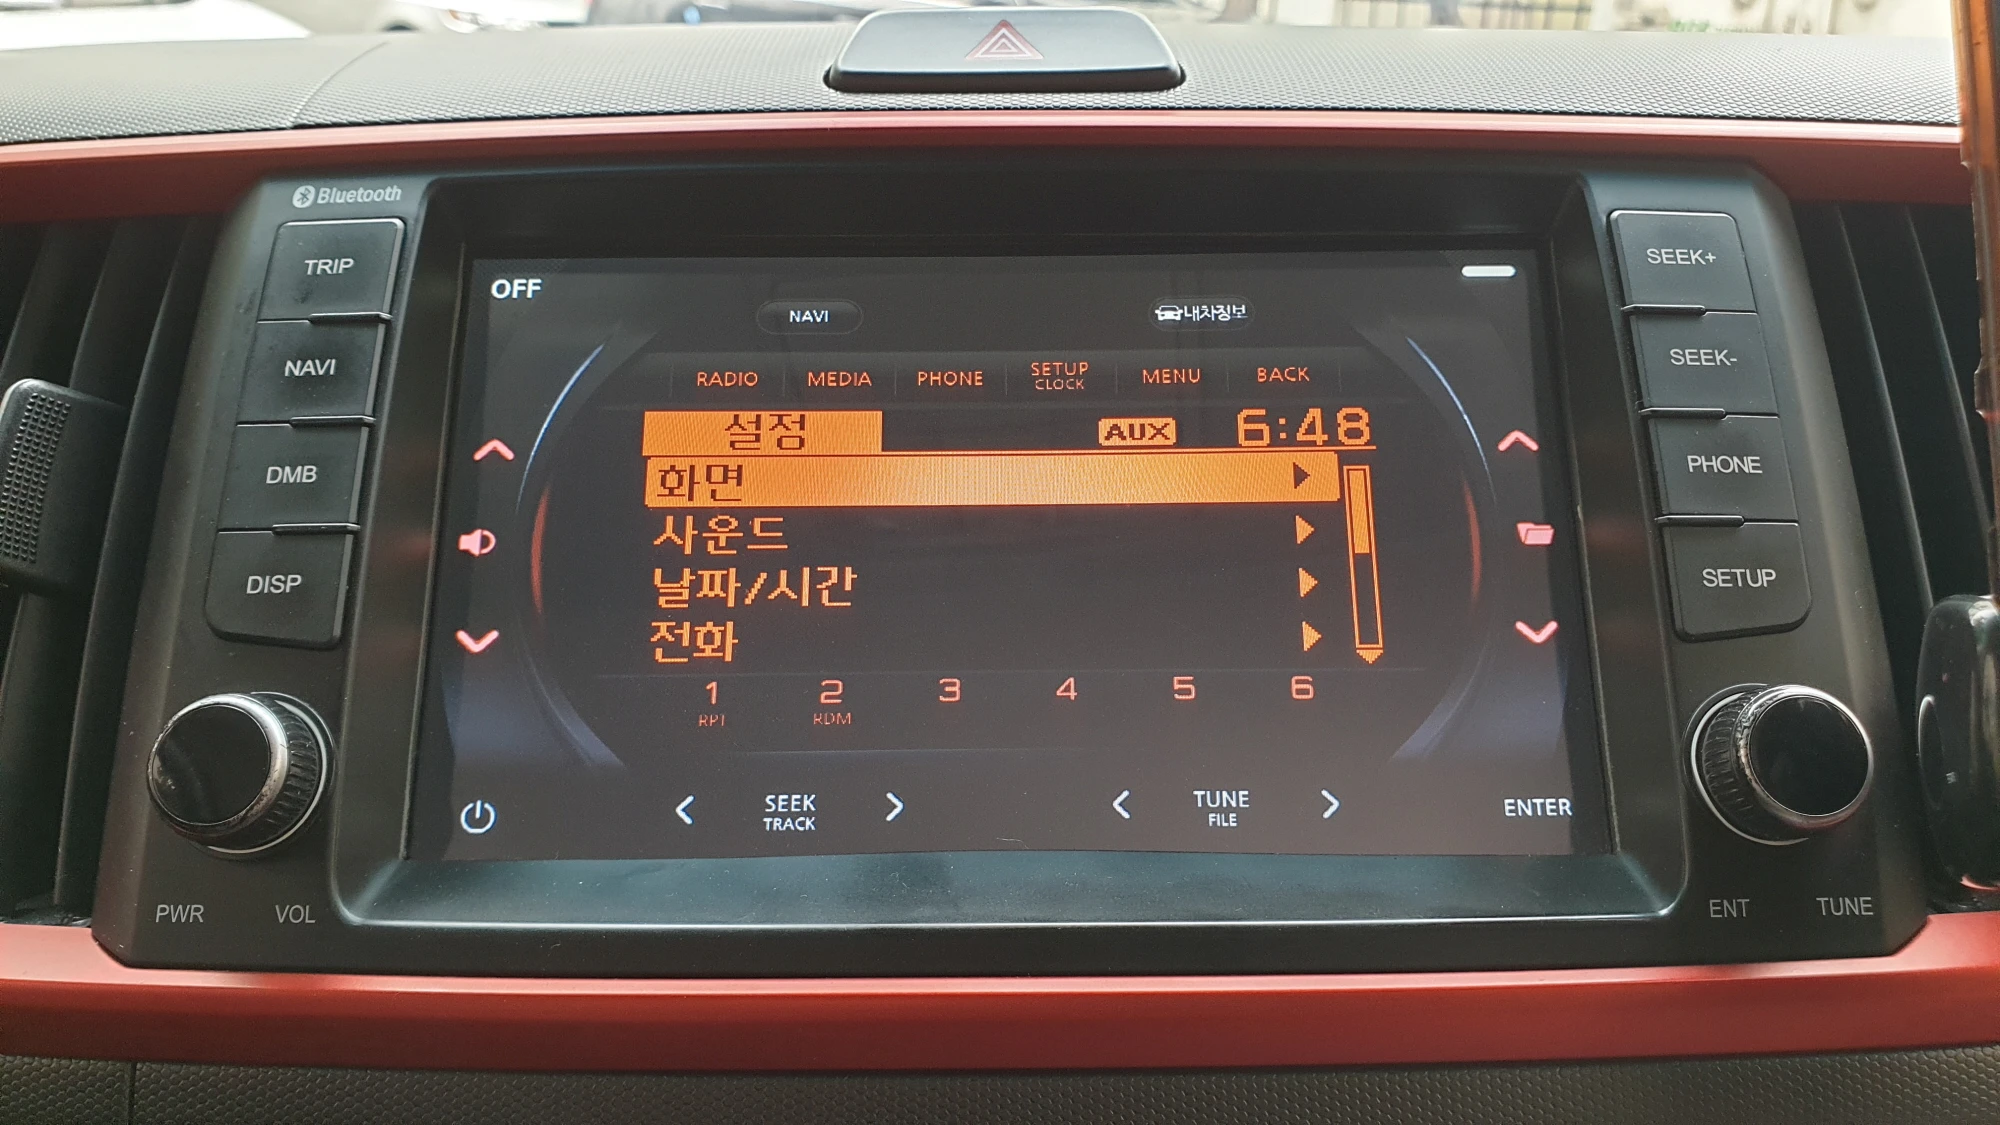 Bluetooth
TRIP
NAVI
DMB
DISP
PWR VOL
OFF
NAVI 내차정보
RADIO MEDIA PHONE SETUP MENU BACK
CLOCK
설정 AUX 6:48
화면
사운드
날짜/시간
전화
1 2 3 4 5 6
RPT RDM
SEEK TUNE ENTER
TRACK FILE
SEEK+
SEEK-
PHONE
SETUP
ENT TUNE